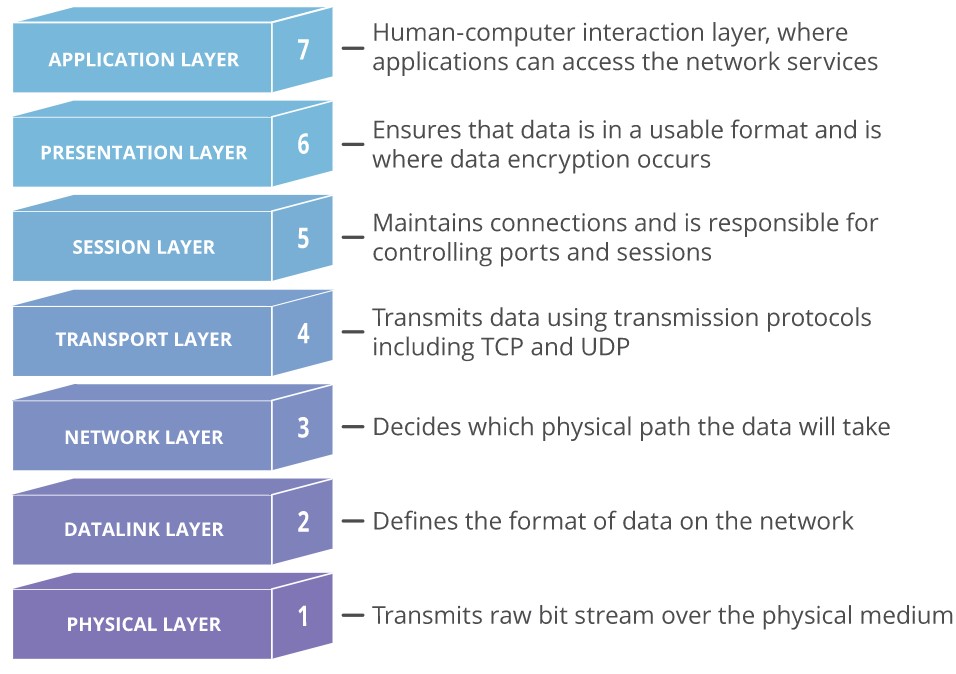 APPLICATION LAYER
7
Human-computer interaction layer, where
applications can access the network services
PRESENTATION LAYER
6
Ensures that data is in a usable format and is
where data encryption occurs
SESSION LAYER
5
Maintains connections and is responsible for
controlling ports and sessions
TRANSPORT LAYER
4
Transmits data using transmission protocols
including TCP and UDP
NETWORK LAYER
3
Decides which physical path the data will take
DATALINK LAYER
2
Defines the format of data on the network
PHYSICAL LAYER
1
Transmits raw bit stream over the physical medium